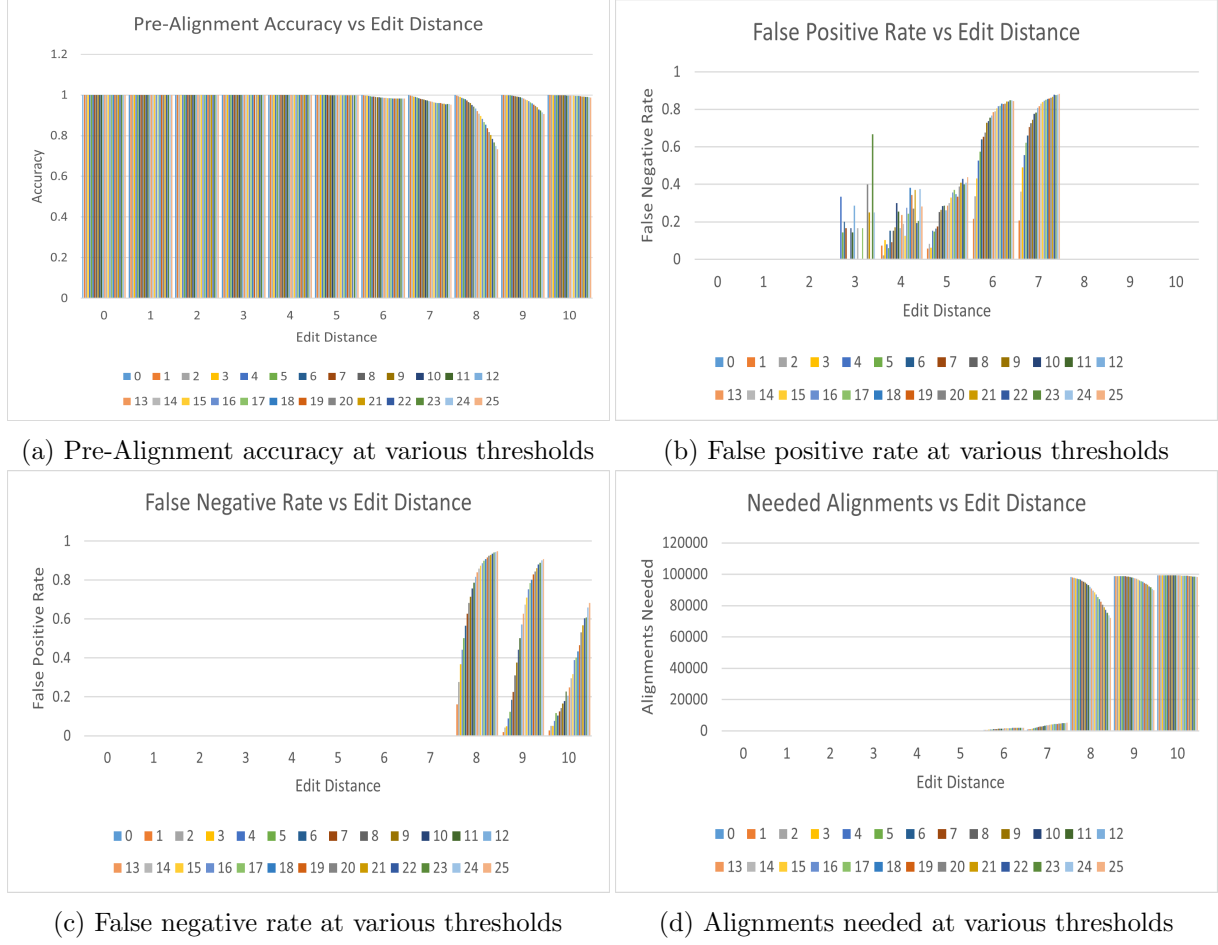 Pre-Alignment Accuracy vs Edit Distance
1.2
1
0.8
0.6
0.4
0.2
0
Accuracy
0 1 2 3 4 5 6 7 8 9 10
Edit Distance
0 1 2 3 4 5 6 7 8 9 10 11 12
13 14 15 16 17 18 19 20 21 22 23 24 25
(a) Pre-Alignment accuracy at various thresholds
False Positive Rate vs Edit Distance
1
0.8
0.6
0.4
0.2
0
False Negative Rate
0 1 2 3 4 5 6 7 8 9 10
Edit Distance
0 1 2 3 4 5 6 7 8 9 10 11 12
13 14 15 16 17 18 19 20 21 22 23 24 25
(b) False positive rate at various thresholds
False Negative Rate vs Edit Distance
1
0.8
0.6
0.4
0.2
0
False Positive Rate
0 1 2 3 4 5 6 7 8 9 10
Edit Distance
0 1 2 3 4 5 6 7 8 9 10 11 12
13 14 15 16 17 18 19 20 21 22 23 24 25
(c) False negative rate at various thresholds
Needed Alignments vs Edit Distance
120000
100000
80000
60000
40000
20000
0
Alignments Needed
0 1 2 3 4 5 6 7 8 9 10
Edit Distance
0 1 2 3 4 5 6 7 8 9 10 11 12
13 14 15 16 17 18 19 20 21 22 23 24 25
(d) Alignments needed at various thresholds